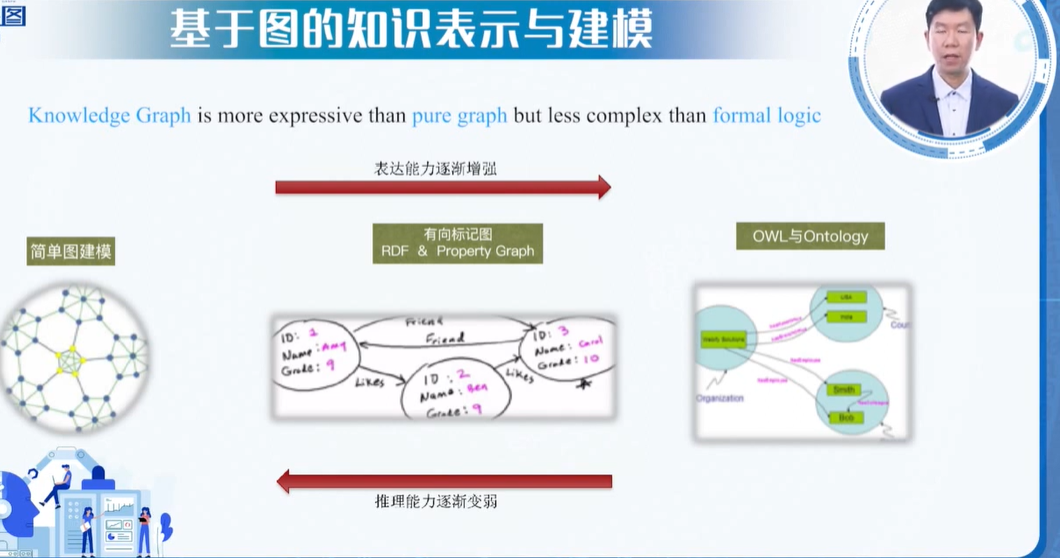 图
基于图的知识表示与建模
Knowledge Graph is more expressive than pure graph but less complex than formal logic
表达能力逐渐增强
简单图建模
有向标记图
RDF & Property Graph
OWL与Ontology
Friend
Friend
ID: 1
Name: Amy
Grade: 9
ID: 3
Name: Carol
Grade: 10
Likes
Likes
ID: 2
Name: Ben
Grade: 9
USA
India
Coun
Organization
Smith
Bob
推理能力逐渐变弱